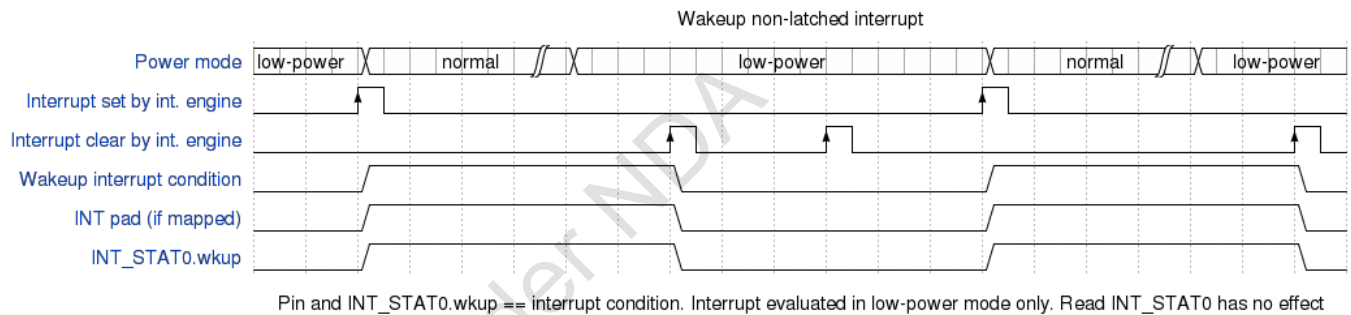 Wakeup non-latched interrupt
Power mode low-power normal low-power normal low-power
Interrupt set by int. engine
Interrupt clear by int. engine
Wakeup interrupt condition
INT pad (if mapped)
INT_STAT0.wkup
Pin and INT_STAT0.wkup == interrupt condition. Interrupt evaluated in low-power mode only. Read INT_STAT0 has no effect
der NDA